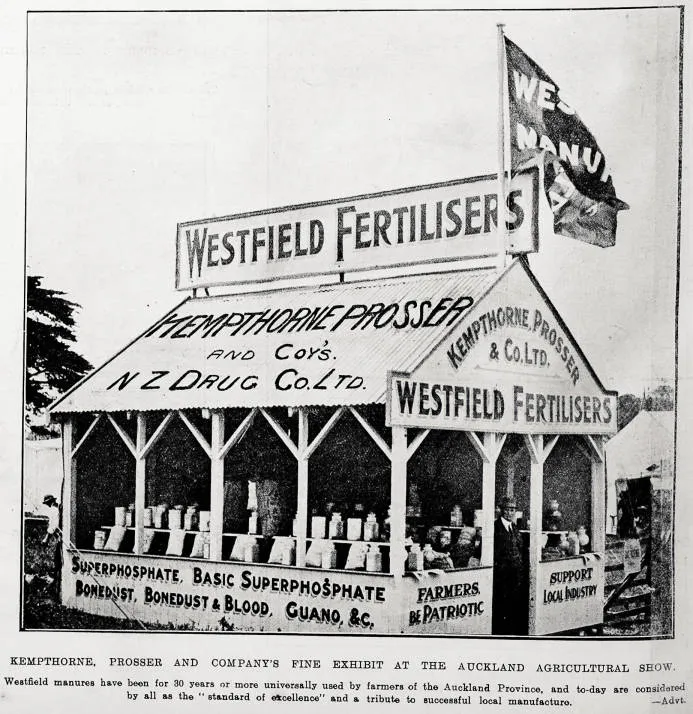 WES
MANU
WESTFIELD FERTILISERS
KEMPTHORNE PROSSER
AND COY'S.
N Z DRUG CO. LTD.
KEMPTHORNE, PROSSER
& CO. LTD.
WESTFIELD FERTILISERS
SUPERPHOSPHATE, BASIC SUPERPHOSPHATE
BONEDUST, BONEDUST & BLOOD, GUANO, &C,
FARMERS,
BE PATRIOTIC
SUPPORT
LOCAL INDUSTRY
KEMPTHORNE, PROSSER AND COMPANY'S FINE EXHIBIT AT THE AUCKLAND AGRICULTURAL SHOW.
Westfield manures have been for 30 years or more universally used by farmers of the Auckland Province, and to-day are considered
by all as the "standard of excellence" and a tribute to successful local manufacture. —Advt.